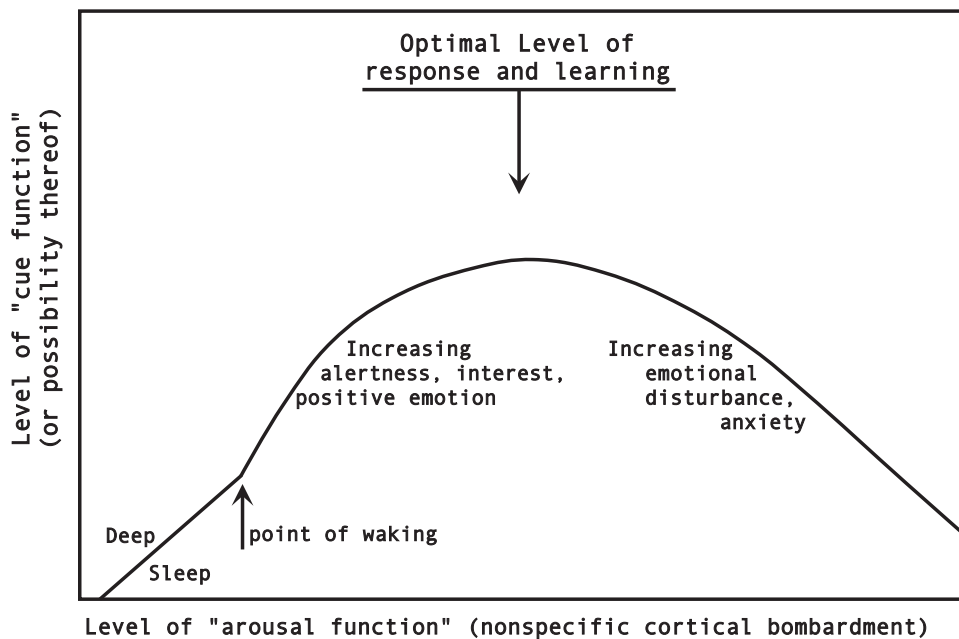 Optimal Level of
response and learning
Level of "cue function"
(or possibility thereof)
Increasing
alertness, interest,
positive emotion
Increasing
emotional
disturbance,
anxiety
Deep
Sleep
point of waking
Level of "arousal function" (nonspecific cortical bombardment)